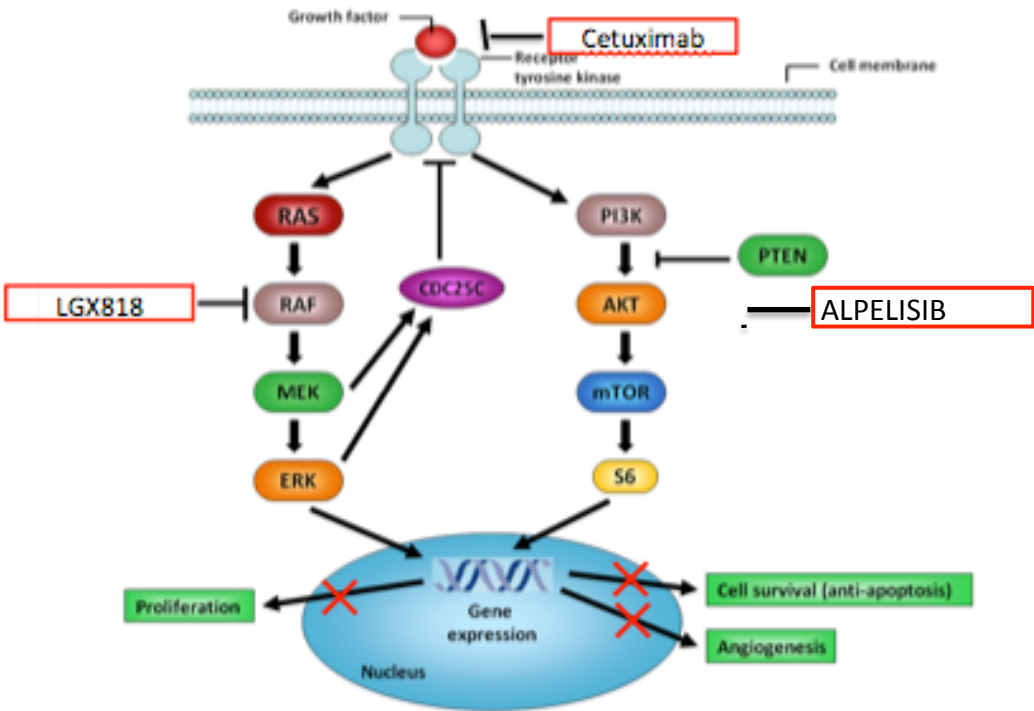 Growth factor
Cetuximab
Receptor
tyrosine kinase
Cell membrane
RAS
PI3K
PTEN
CDC25C
LGX818
RAF
AKT
ALPELISIB
MEK
mTOR
ERK
S6
Proliferation
Gene
expression
Cell survival (anti-apoptosis)
Angiogenesis
Nucleus